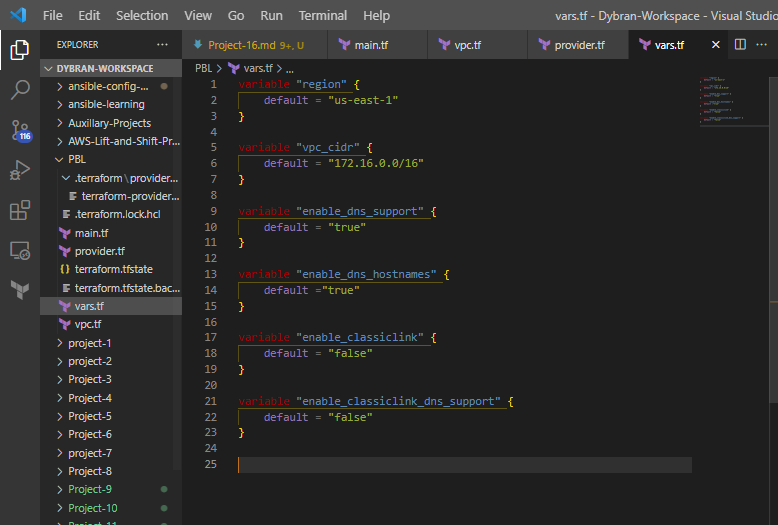 File Edit Selection View Go Run Terminal Help vars.tf - Dybran-Workspace - Visual Studio
EXPLORER
Project-16.md 9+, U main.tf vpc.tf provider.tf vars.tf
DYBRAN-WORKSPACE
PBL > vars.tf > ...
ansible-config-...
ansible-learning
Auxillary-Projects
AWS-Lift-and-Shift-Pr...
PBL
.terraform \ provider...
terraform-provider...
.terraform.lock.hcl
main.tf
provider.tf
terraform.tfstate
terraform.tfstate.bac...
vars.tf
vpc.tf
project-1
project-2
Project-3
Project-4
Project-5
Project-6
project-7
Project-8
Project-9
Project-10
Project-11
116
1 variable "region" {
2 default = "us-east-1"
3 }
4
5 variable "vpc_cidr" {
6 default = "172.16.0.0/16"
7 }
8
9 variable "enable_dns_support" {
10 default = "true"
11 }
12
13 variable "enable_dns_hostnames" {
14 default ="true"
15 }
16
17 variable "enable_classiclink" {
18 default = "false"
19 }
20
21 variable "enable_classiclink_dns_support" {
22 default = "false"
23 }
24
25